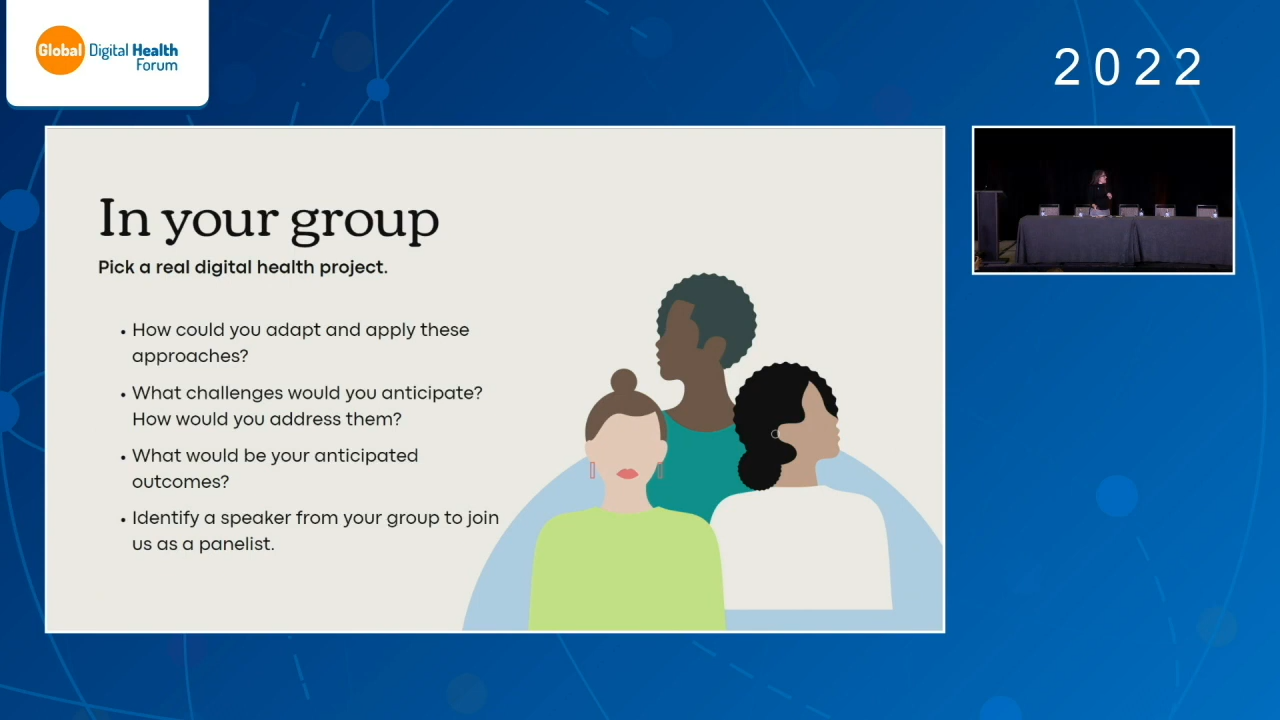 Global Digital Health
Forum
2022
In your group
Pick a real digital health project.
• How could you adapt and apply these
approaches?
• What challenges would you anticipate?
How would you address them?
• What would be your anticipated
outcomes?
• Identify a speaker from your group to join
us as a panelist.